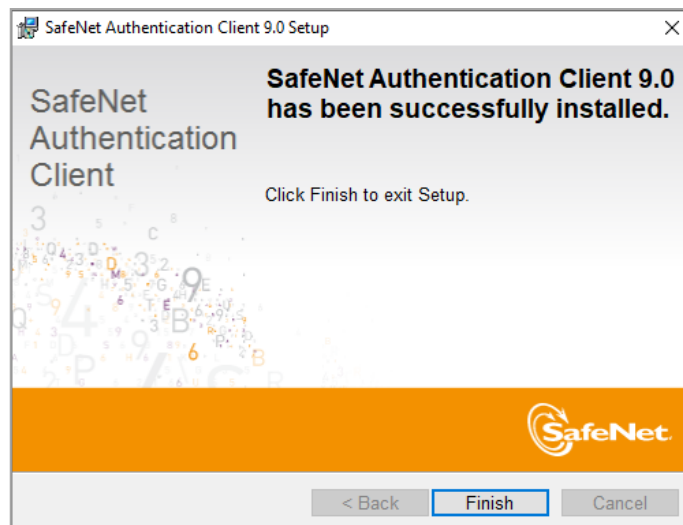 SafeNet Authentication Client 9.0 Setup
SafeNet
Authentication
Client
SafeNet Authentication Client 9.0
has been successfully installed.
Click Finish to exit Setup.
SafeNet.
< Back
Finish
Cancel